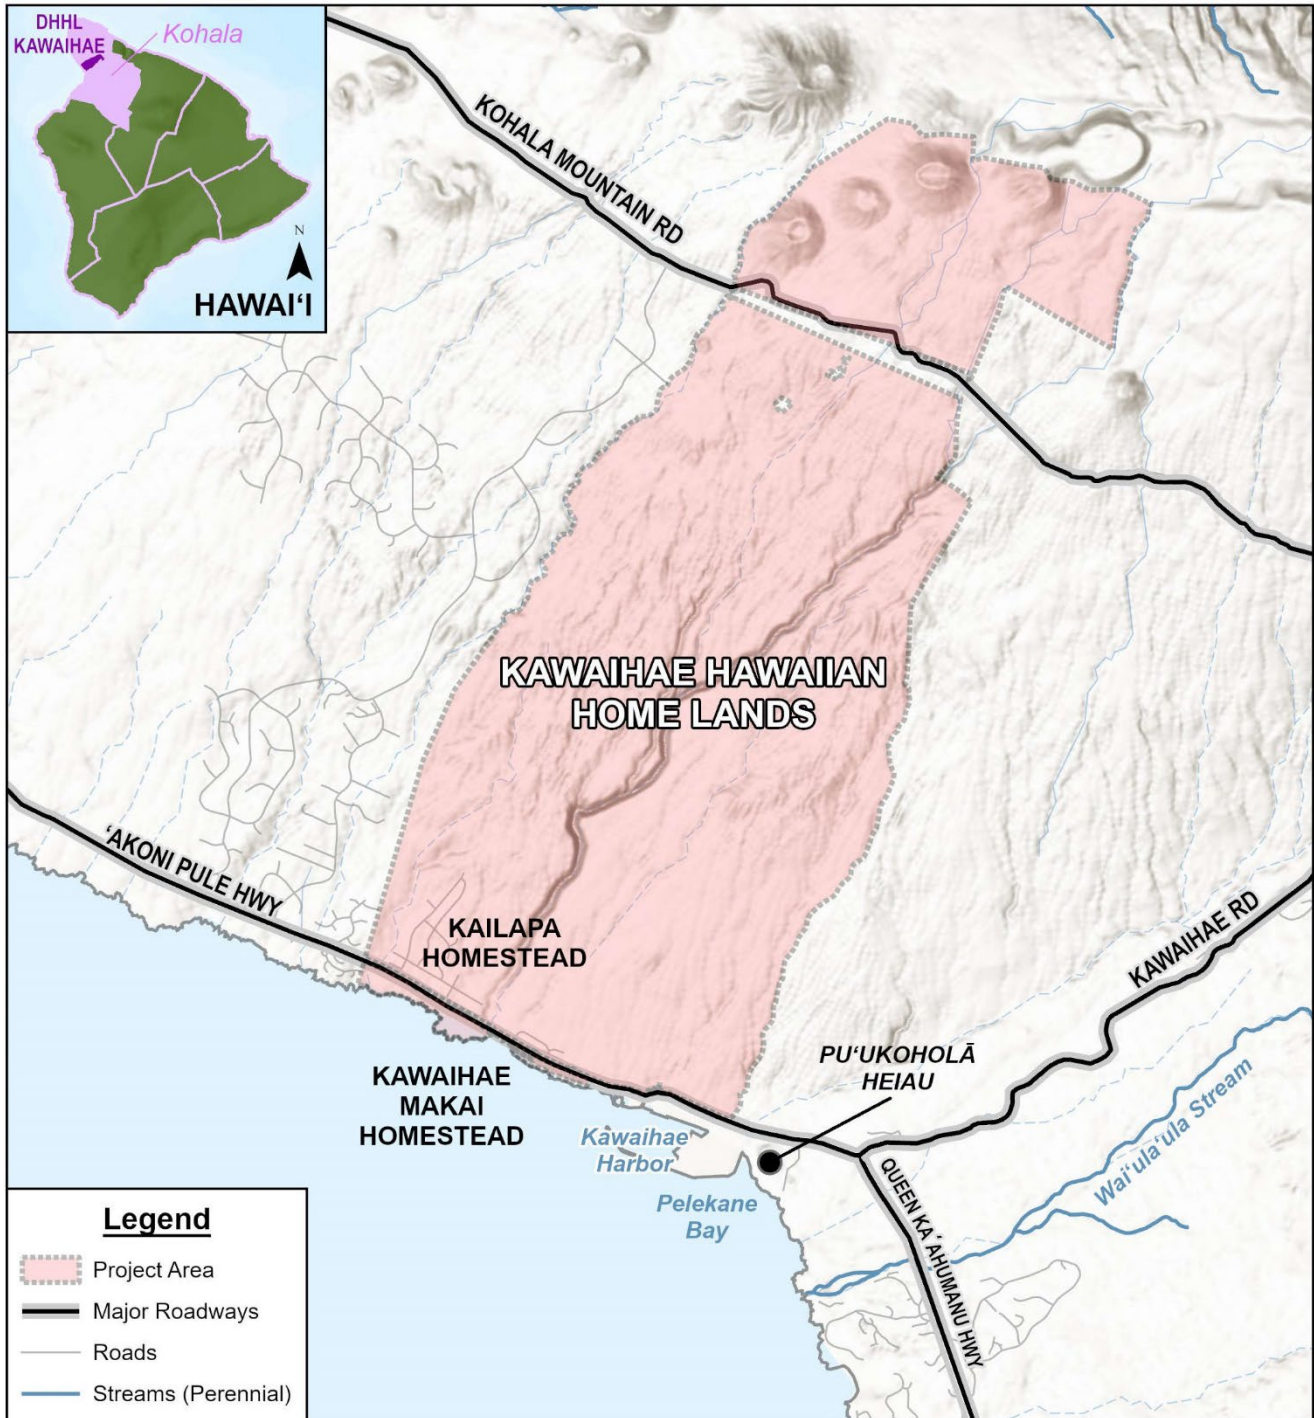 DHHL
KAWAIHAE
Kohala
N
HAWAIʻI
KOHALA MOUNTAIN RD
KAWAIHAE HAWAIIAN
HOME LANDS
ʻAKONI PULE HWY
KAILAPA
HOMESTEAD
KAWAIHAE RD
KAWAIHAE
MAKAI
HOMESTEAD
PUʻUKOHOLĀ
HEIAU
Kawaihae
Harbor
Pelekane
Bay
QUEEN KAʻAHUMANU HWY
Waiʻulaʻula Stream
Legend
Project Area
Major Roadways
Roads
Streams (Perennial)